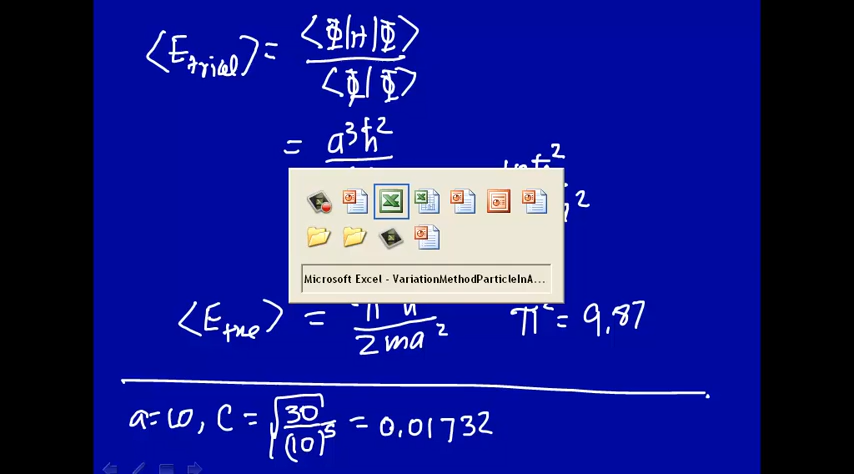 ⟨E_trial⟩ = ⟨Φ|H|Φ⟩ / ⟨Φ|Φ⟩
= a³ħ²
Microsoft Excel - VariationMethodParticleInA...
⟨E_true⟩ = π²ħ² / 2ma² π² = 9.87
a=10, C = √(30/(10)⁵) = 0.01732